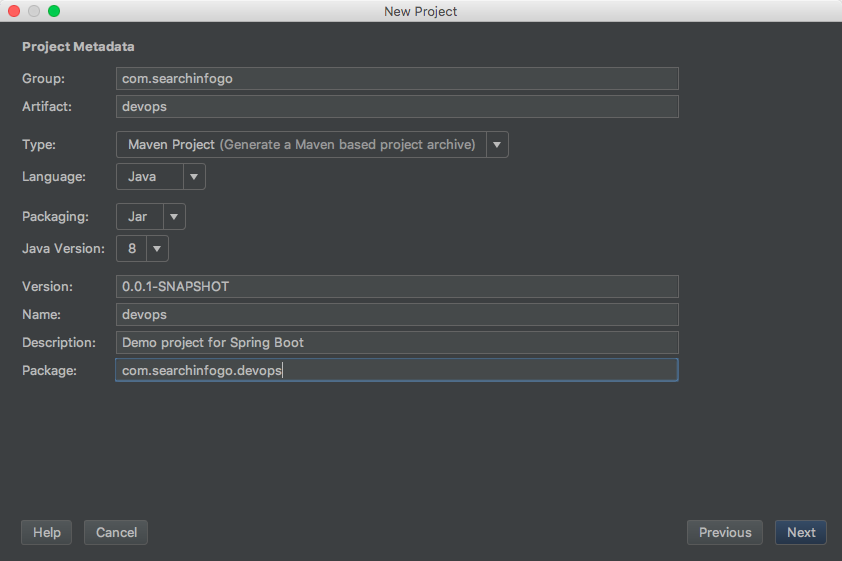 New Project
Project Metadata
Group: com.searchinfogo
Artifact: devops
Type: Maven Project (Generate a Maven based project archive)
Language: Java
Packaging: Jar
Java Version: 8
Version: 0.0.1-SNAPSHOT
Name: devops
Description: Demo project for Spring Boot
Package: com.searchinfogo.devops
Help Cancel Previous Next